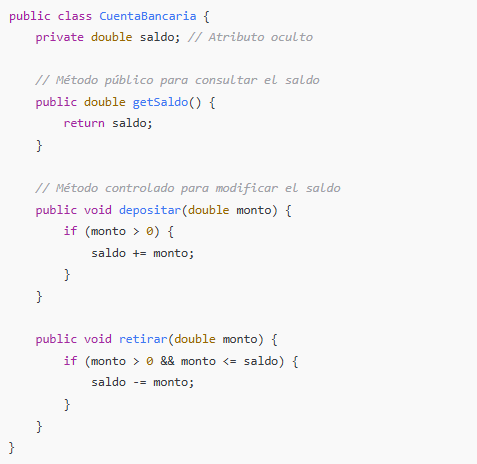 public class CuentaBancaria {
    private double saldo; // Atributo oculto

    // Método público para consultar el saldo
    public double getSaldo() {
        return saldo;
    }

    // Método controlado para modificar el saldo
    public void depositar(double monto) {
        if (monto > 0) {
            saldo += monto;
        }
    }

    public void retirar(double monto) {
        if (monto > 0 && monto <= saldo) {
            saldo -= monto;
        }
    }
}